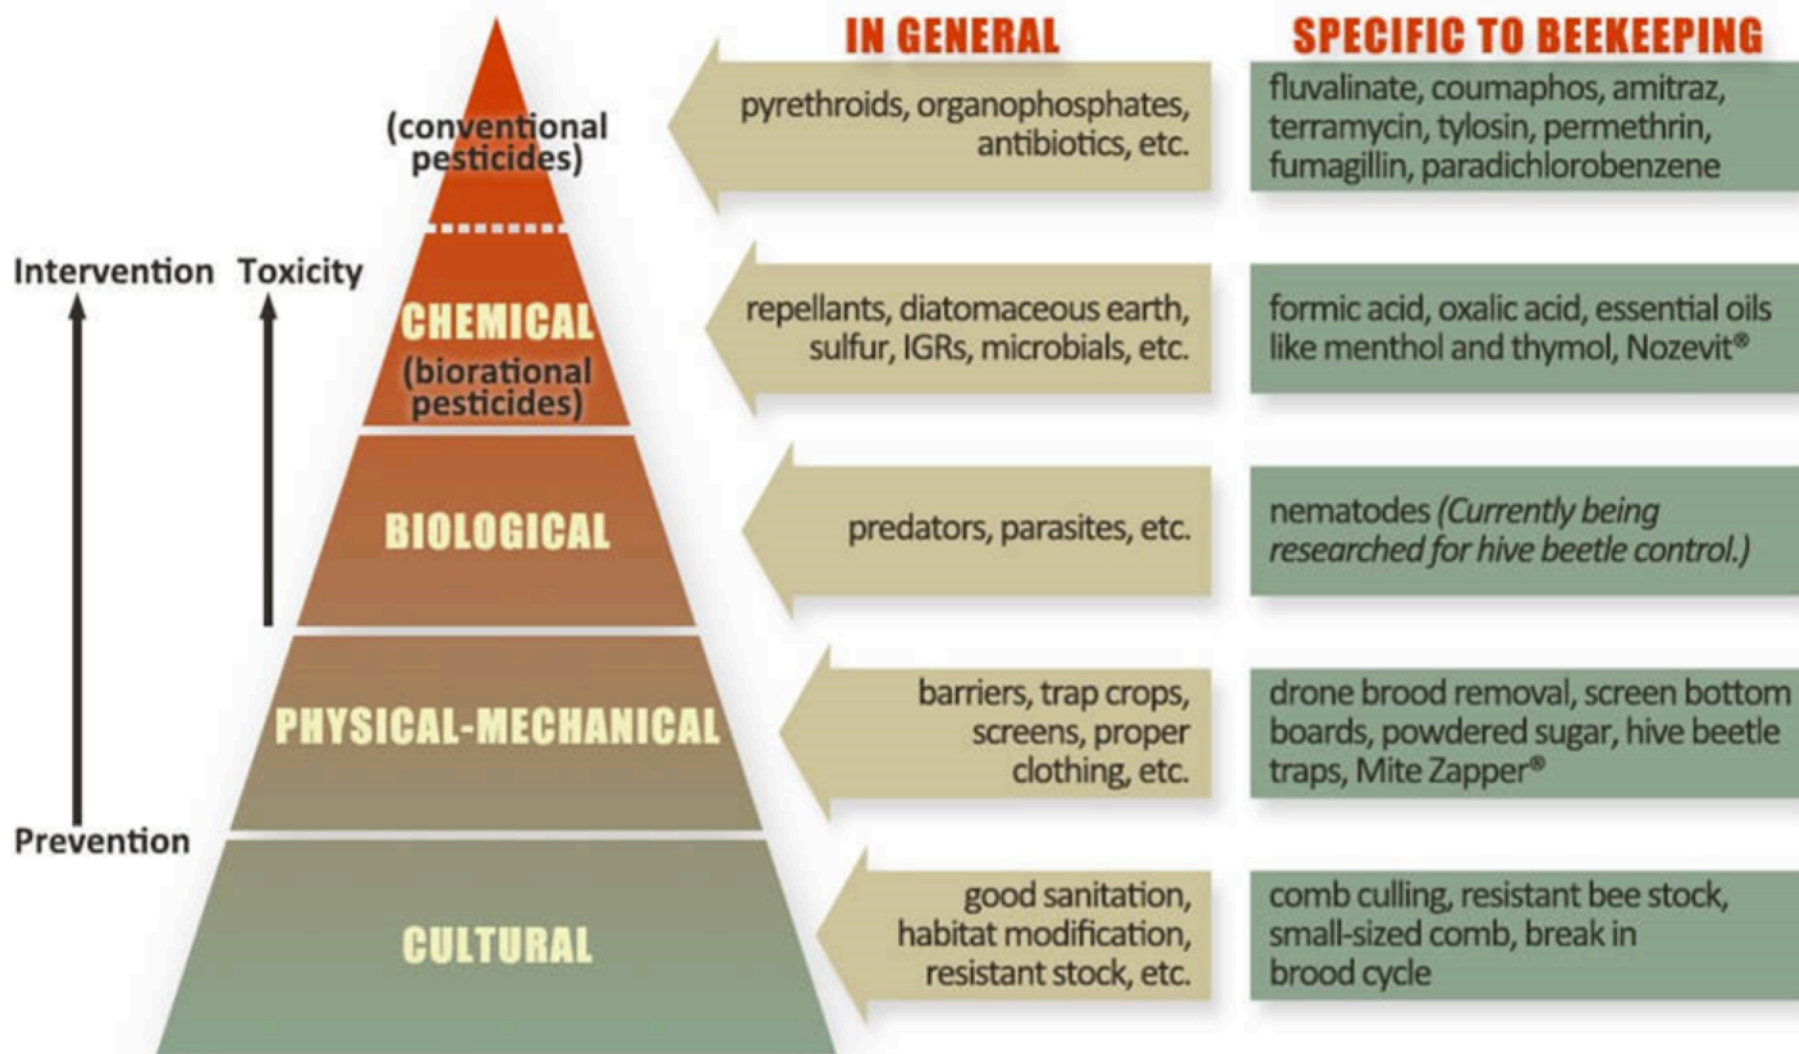 IN GENERAL
SPECIFIC TO BEEKEEPING
(conventional
pesticides)
pyrethroids, organophosphates,
antibiotics, etc.
fluvalinate, coumaphos, amitraz,
terramycin, tylosin, permethrin,
fumagillin, paradichlorobenzene
Intervention
Toxicity
CHEMICAL
(biorational
pesticides)
repellants, diatomaceous earth,
sulfur, IGRs, microbials, etc.
formic acid, oxalic acid, essential oils
like menthol and thymol, Nozevit®
BIOLOGICAL
predators, parasites, etc.
nematodes (Currently being
researched for hive beetle control.)
PHYSICAL-MECHANICAL
barriers, trap crops,
screens, proper
clothing, etc.
drone brood removal, screen bottom
boards, powdered sugar, hive beetle
traps, Mite Zapper®
Prevention
CULTURAL
good sanitation,
habitat modification,
resistant stock, etc.
comb culling, resistant bee stock,
small-sized comb, break in
brood cycle